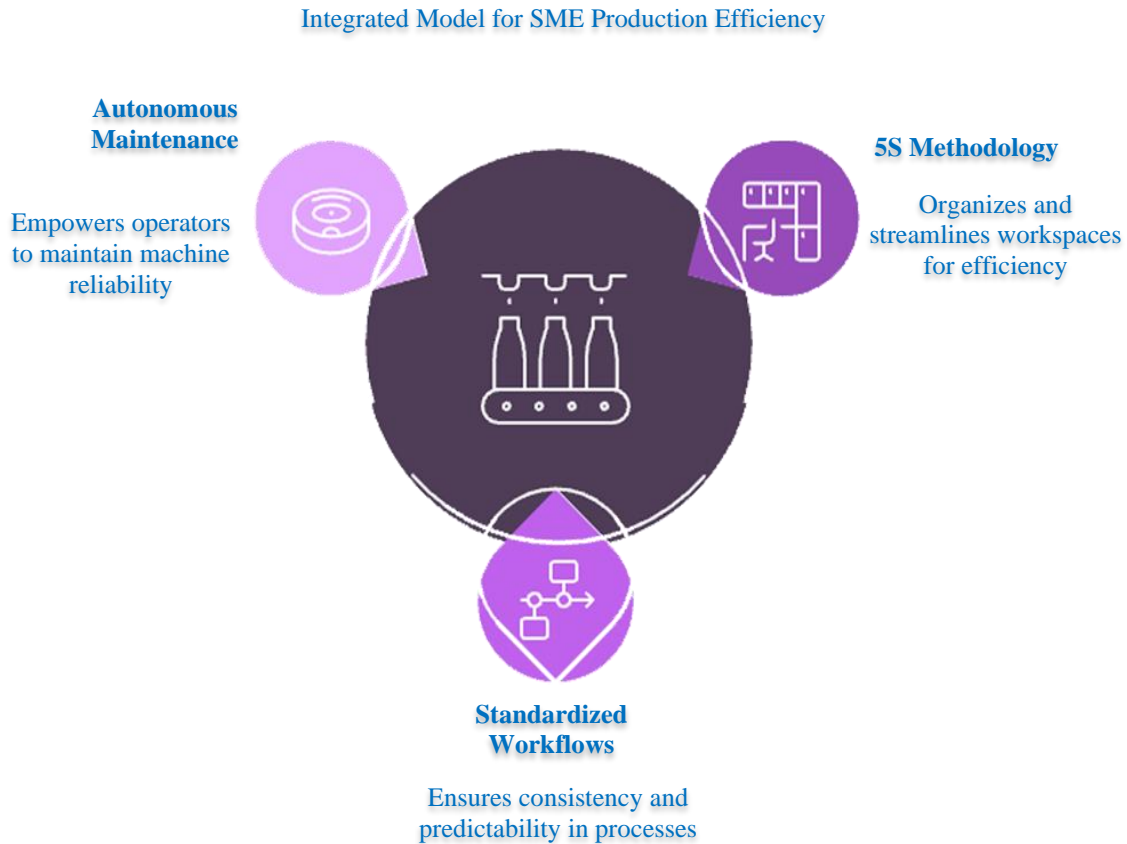 Integrated Model for SME Production Efficiency
Autonomous
Maintenance
Empowers operators
to maintain machine
reliability
5S Methodology
Organizes and
streamlines workspaces
for efficiency
Standardized
Workflows
Ensures consistency and
predictability in processes